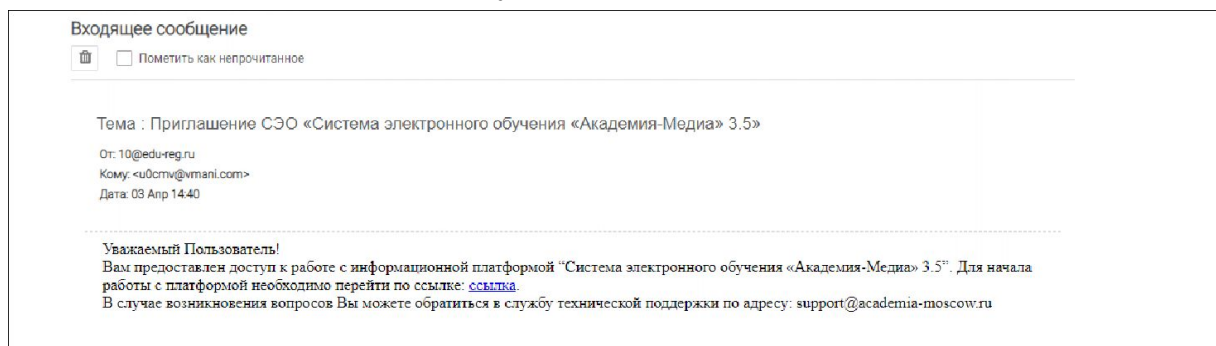 Входящее сообщение
Пометить как непрочитанное
Тема : Приглашение СЭО «Система электронного обучения «Академия-Медиа» 3.5»
От: 10@edu-reg.ru
Кому: <u0cmv@vmani.com>
Дата: 03 Апр 14:40
Уважаемый Пользователь!
Вам предоставлен доступ к работе с информационной платформой “Система электронного обучения «Академия-Медиа» 3.5”. Для начала
работы с платформой необходимо перейти по ссылке: ссылка.
В случае возникновения вопросов Вы можете обратиться в службу технической поддержки по адресу: support@academia-moscow.ru